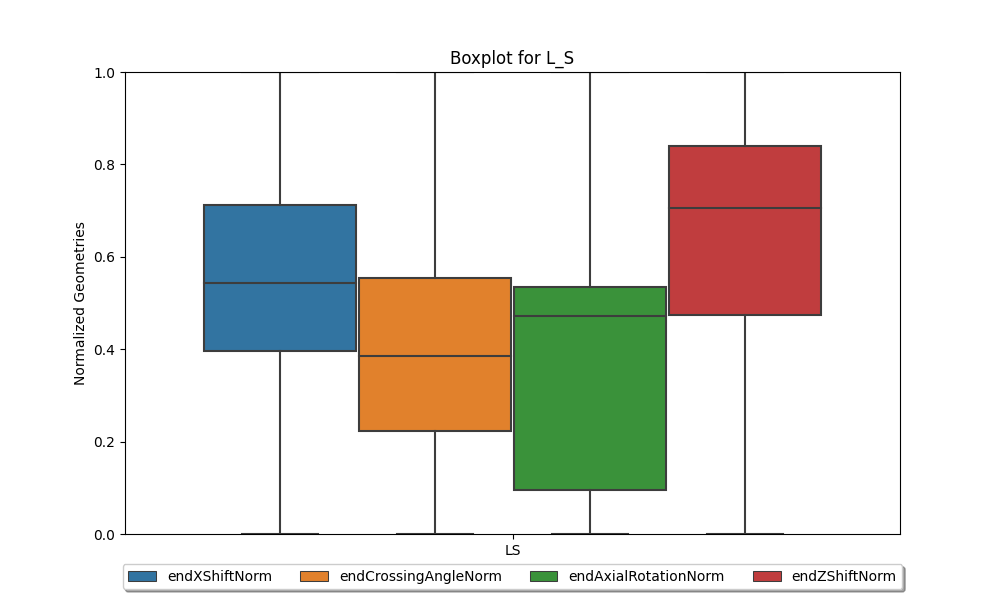 Boxplot for L_S
1.0
0.8
0.6
0.4
0.2
0.0
Normalized Geometries
LS
endXShiftNorm endCrossingAngleNorm endAxialRotationNorm endZShiftNorm